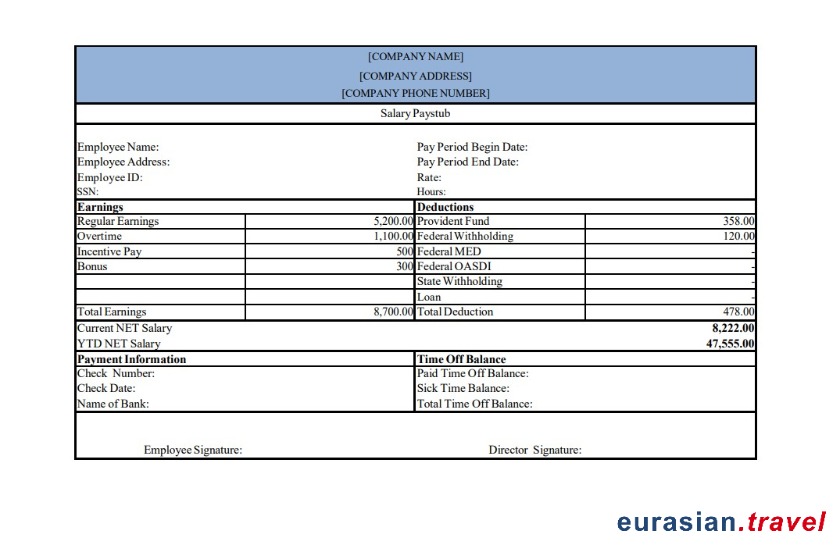 [COMPANY NAME]
[COMPANY ADDRESS]
[COMPANY PHONE NUMBER]
Salary Paystub
Employee Name: Pay Period Begin Date:
Employee Address: Pay Period End Date:
Employee ID: Rate:
SSN: Hours:
Earnings Deductions
Regular Earnings 5,200.00 Provident Fund 358.00
Overtime 1,100.00 Federal Withholding 120.00
Incentive Pay 500 Federal MED -
Bonus 300 Federal OASDI -
State Withholding -
Loan -
Total Earnings 8,700.00 Total Deduction 478.00
Current NET Salary 8,222.00
YTD NET Salary 47,555.00
Payment Information Time Off Balance
Check Number: Paid Time Off Balance:
Check Date: Sick Time Balance:
Name of Bank: Total Time Off Balance:
Employee Signature: Director Signature:
eurasian.travel